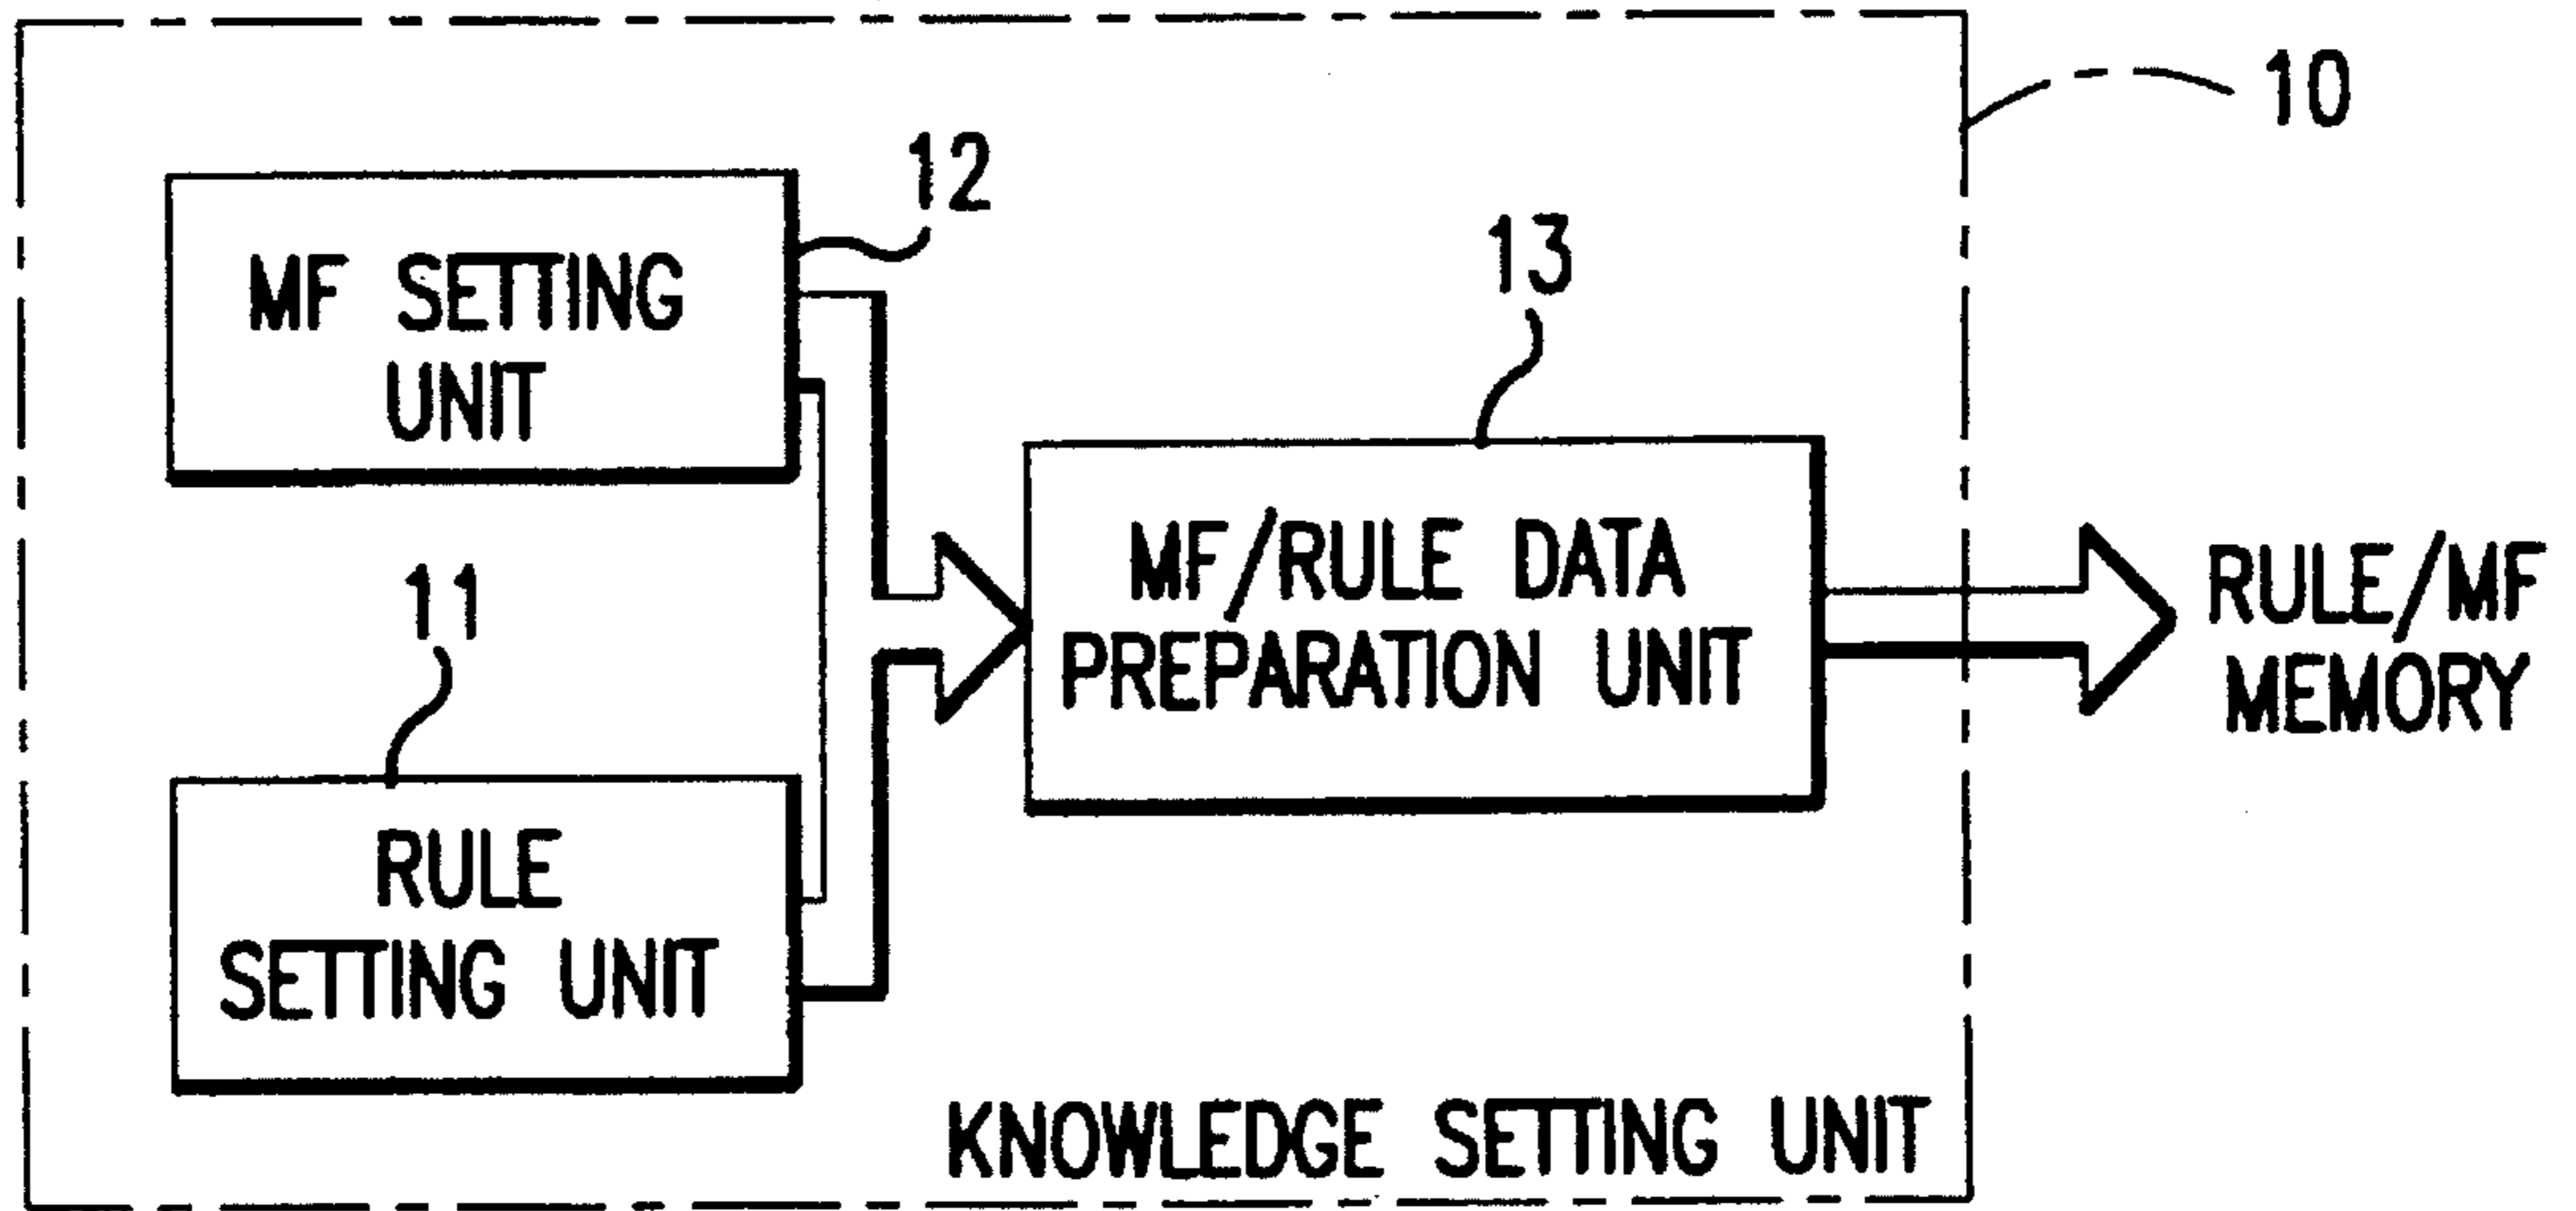 10
12
MF SETTING
UNIT
13
MF/RULE DATA
PREPARATION UNIT
RULE/MF
MEMORY
11
RULE
SETTING UNIT
KNOWLEDGE SETTING UNIT